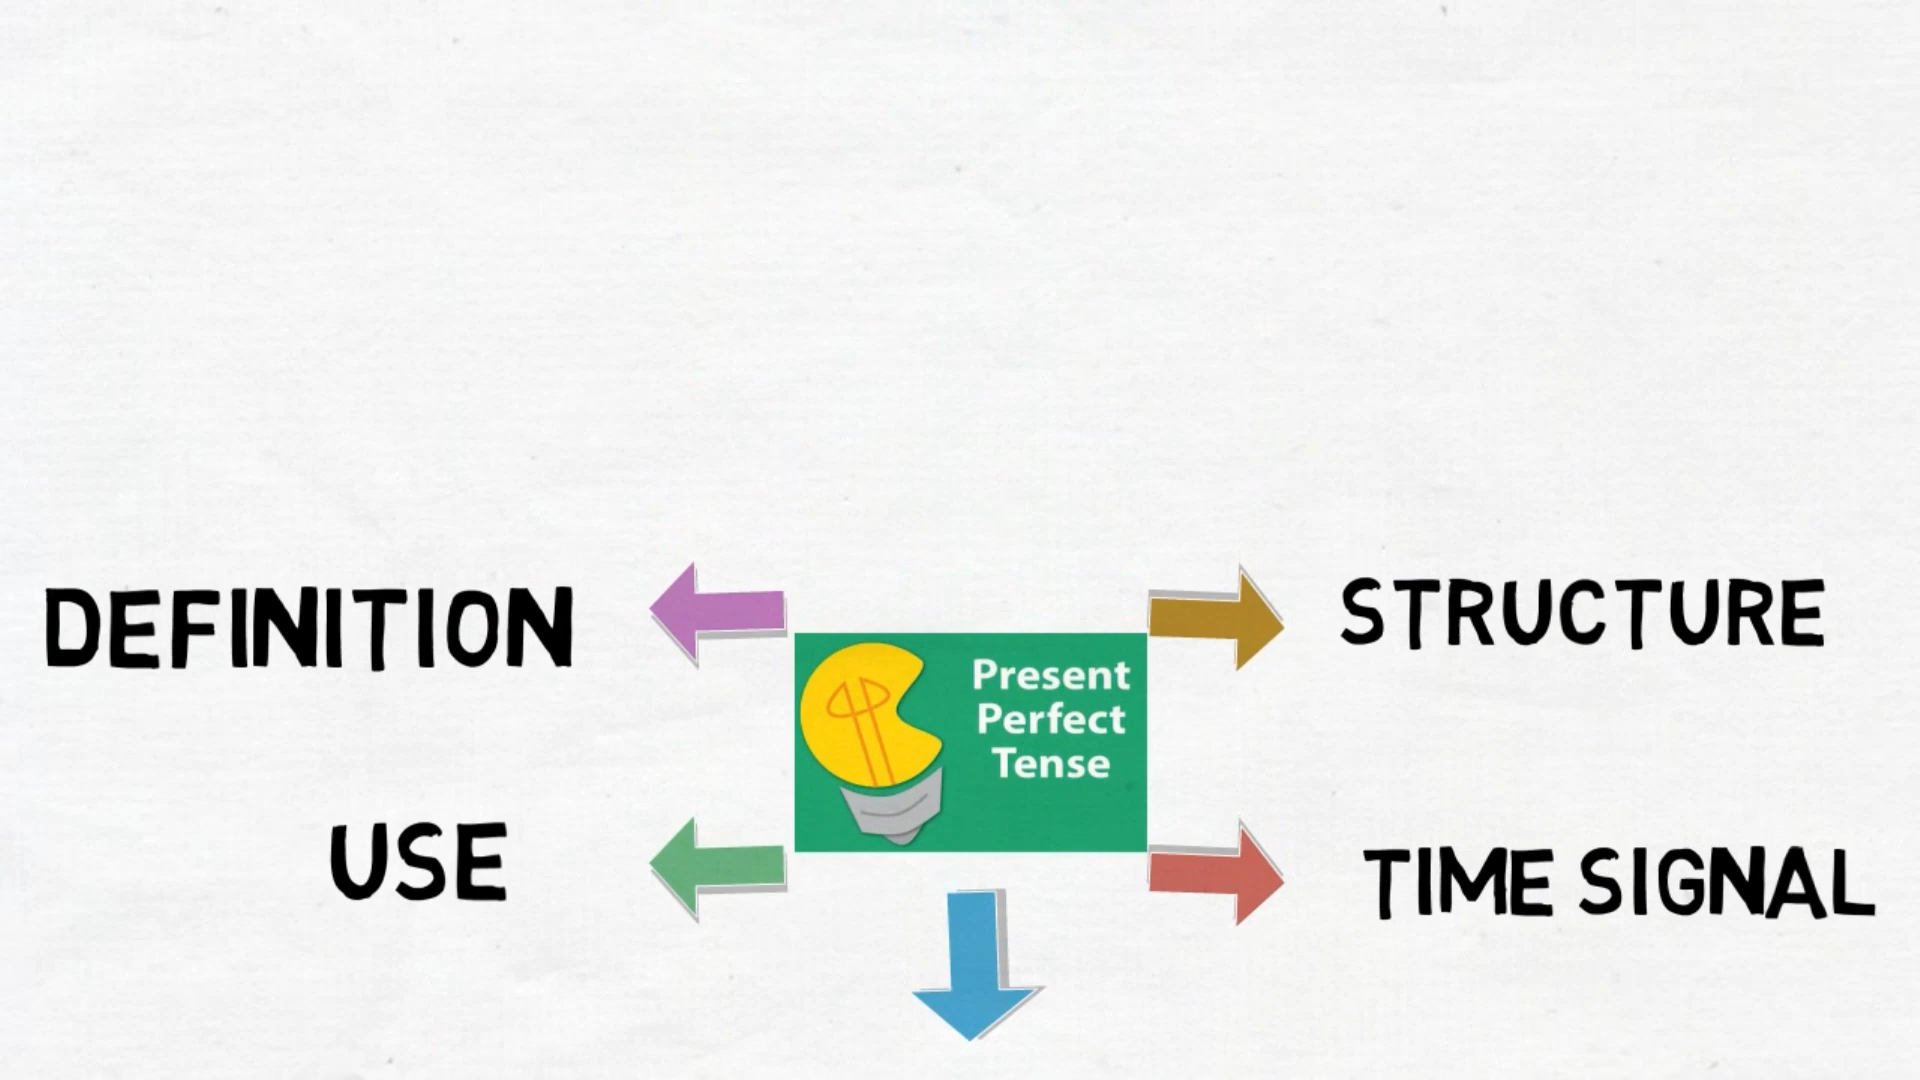 DEFINITION
STRUCTURE
Present
Perfect
Tense
USE
TIME SIGNAL